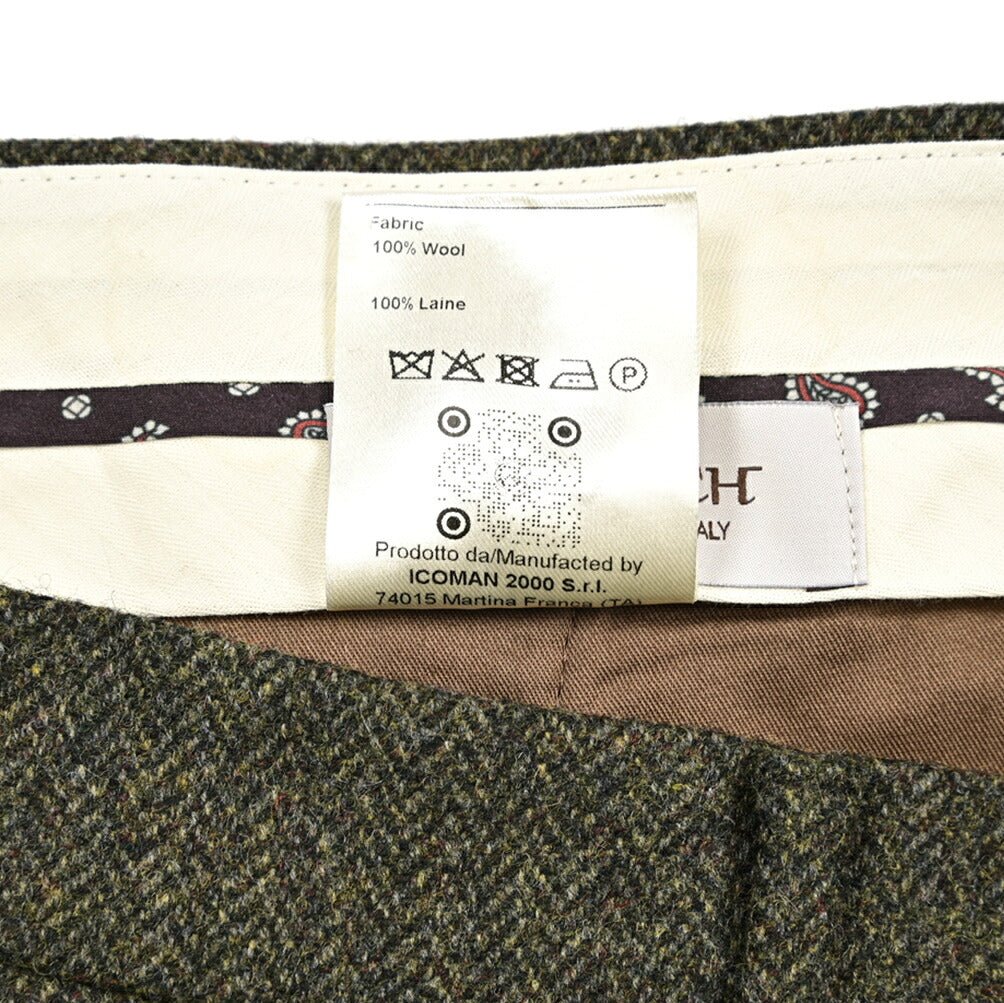 Fabric
100% Wool
100% Laine
P
Prodotto da/Manufacted by
ICOMAN 2000 S.r.l.
74015 Martina Franca (TA)
CH
ALY